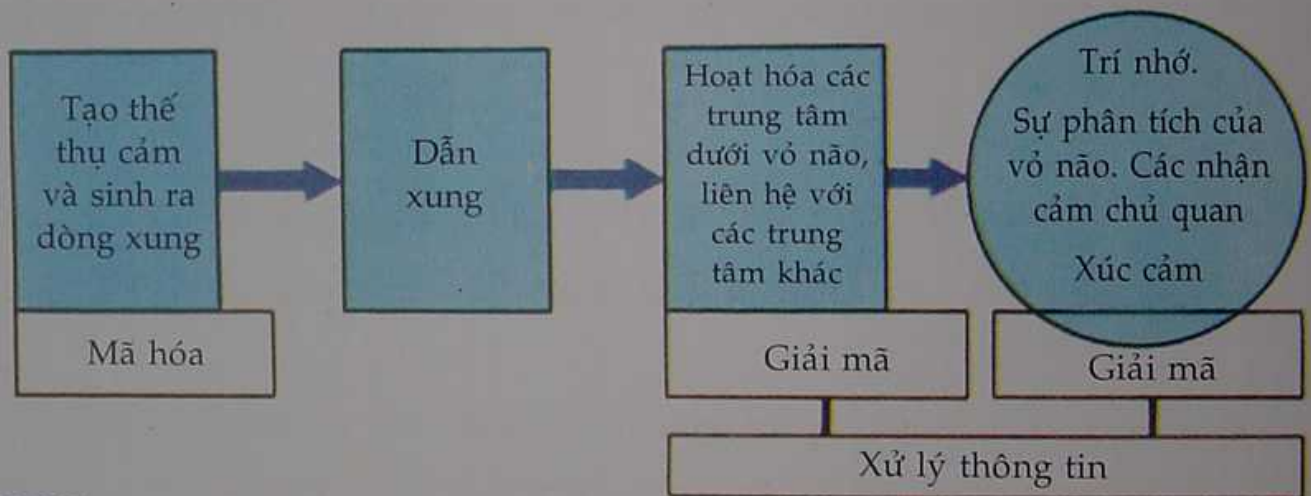 Tạo thế
thụ cảm
và sinh ra
dòng xung
Mã hóa
Dẫn
xung
Hoạt hóa các
trung tâm
dưới vỏ não,
liên hệ với
các trung
tâm khác
Giải mã
Trí nhớ.
Sự phân tích của
vỏ não. Các nhận
cảm chủ quan
Xúc cảm
Giải mã
Xử lý thông tin